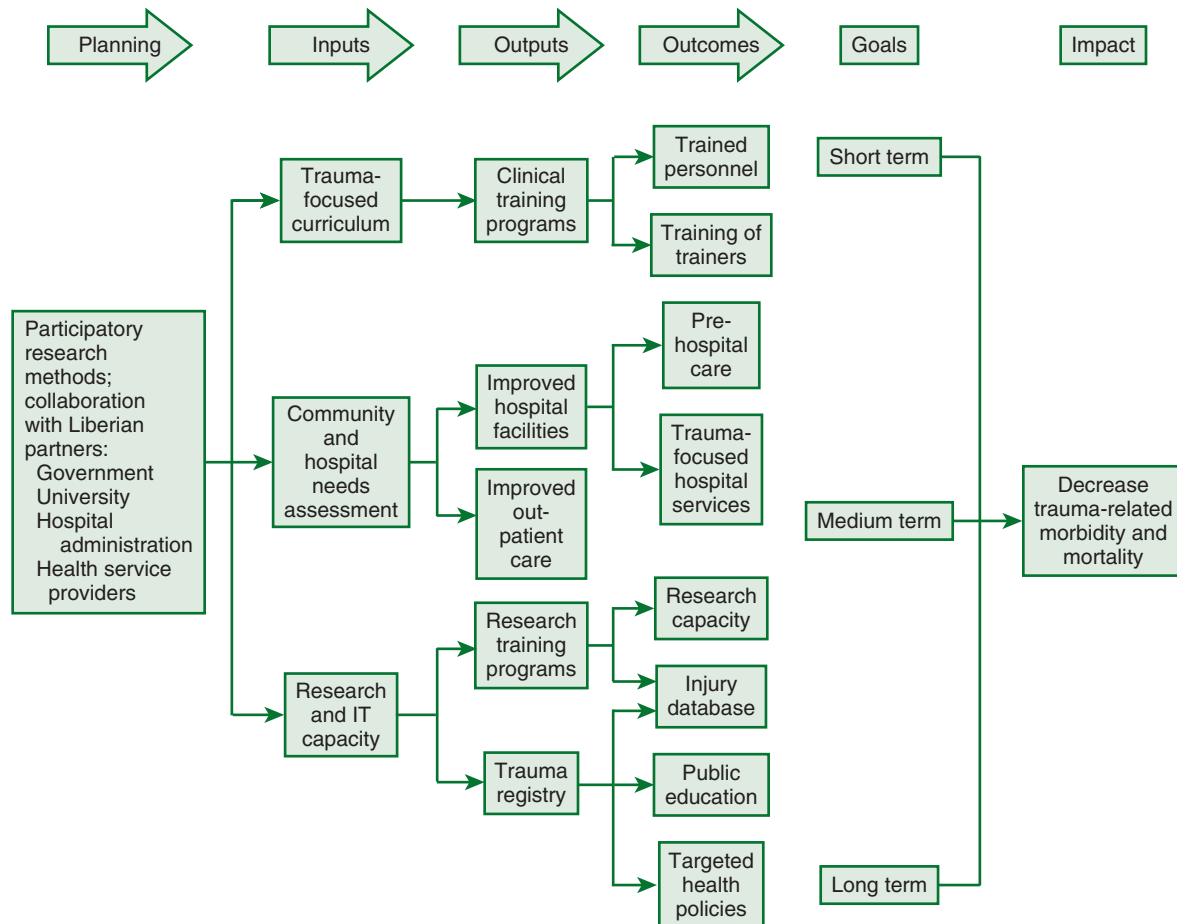 Planning
Inputs
Outputs
Outcomes
Goals
Impact
Participatory
research
methods;
collaboration
with Liberian
partners:
Government
University
Hospital
administration
Health service
providers
Trauma-
focused
curriculum
Community
and
hospital
needs
assessment
Research
and IT
capacity
Clinical
training
programs
Improved
hospital
facilities
Improved
out-
patient
care
Research
training
programs
Trauma
registry
Trained
personnel
Training of
trainers
Pre-
hospital
care
Trauma-
focused
hospital
services
Research
capacity
Injury
database
Public
education
Targeted
health
policies
Short term
Medium term
Long term
Decrease
trauma-related
morbidity and
mortality